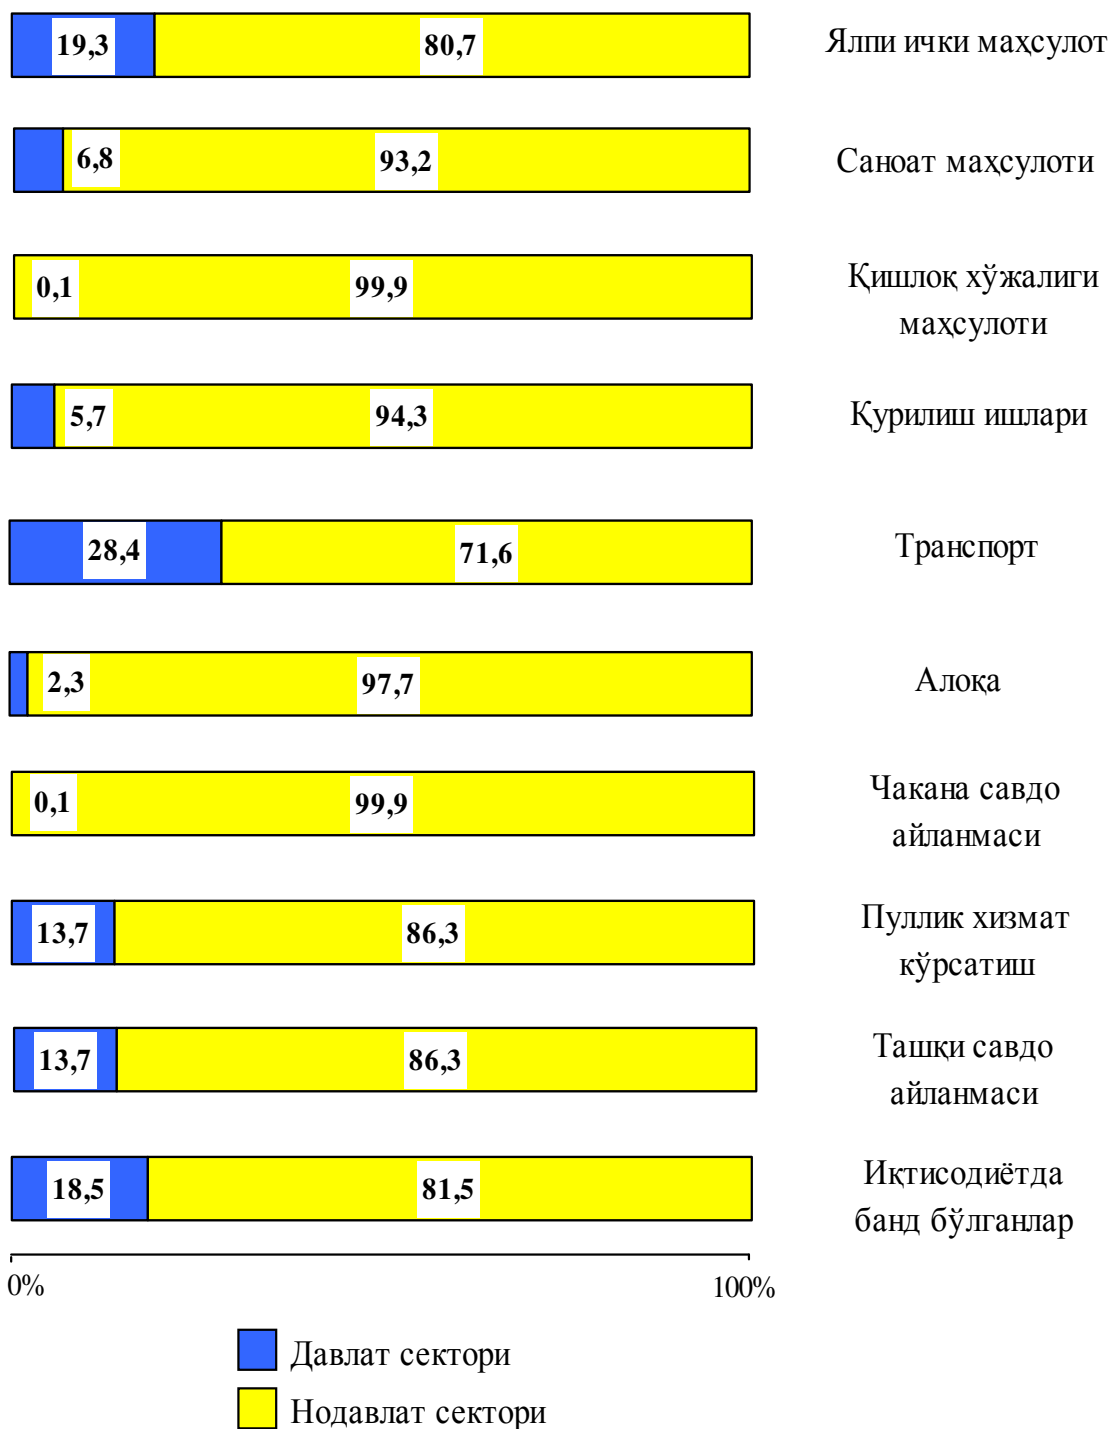 19,3 80,7 Ялпи ички маҳсулот
6,8 93,2 Саноат маҳсулоти
0,1 99,9 Қишлоқ хўжалиги
маҳсулоти
5,7 94,3 Қурилиш ишлари
28,4 71,6 Транспорт
2,3 97,7 Алоқа
0,1 99,9 Чакана савдо
айланмаси
13,7 86,3 Пуллик хизмат
кўрсатиш
13,7 86,3 Ташқи савдо
айланмаси
18,5 81,5 Иқтисодиётда
банд бўлганлар
0% 100%
Давлат сектори
Нодавлат сектори